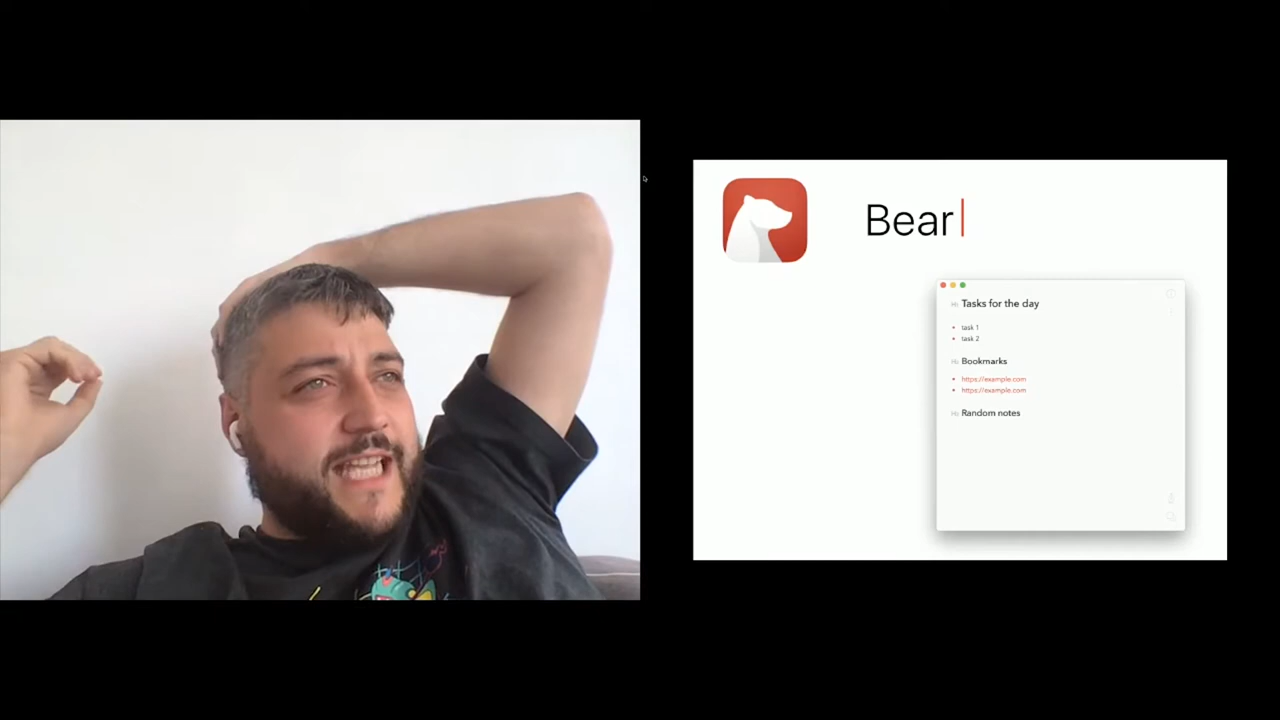 Bear
Tasks for the day
task 1
task 2
Bookmarks
https://example.com
https://example.com
Random notes